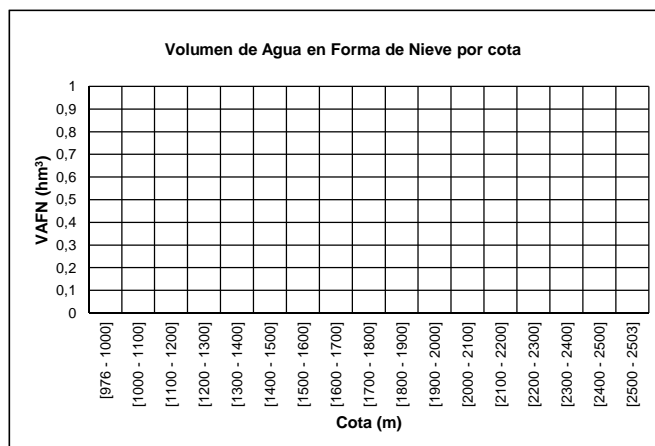 Volumen de Agua en Forma de Nieve por cota
VAFN (hm³)
1
0,9
0,8
0,7
0,6
0,5
0,4
0,3
0,2
0,1
0
[976 - 1000]
[1000 - 1100]
[1100 - 1200]
[1200 - 1300]
[1300 - 1400]
[1400 - 1500]
[1500 - 1600]
[1600 - 1700]
[1700 - 1800]
[1800 - 1900]
[1900 - 2000]
[2000 - 2100]
[2100 - 2200]
[2200 - 2300]
[2300 - 2400]
[2400 - 2500]
[2500 - 2503]
Cota (m)